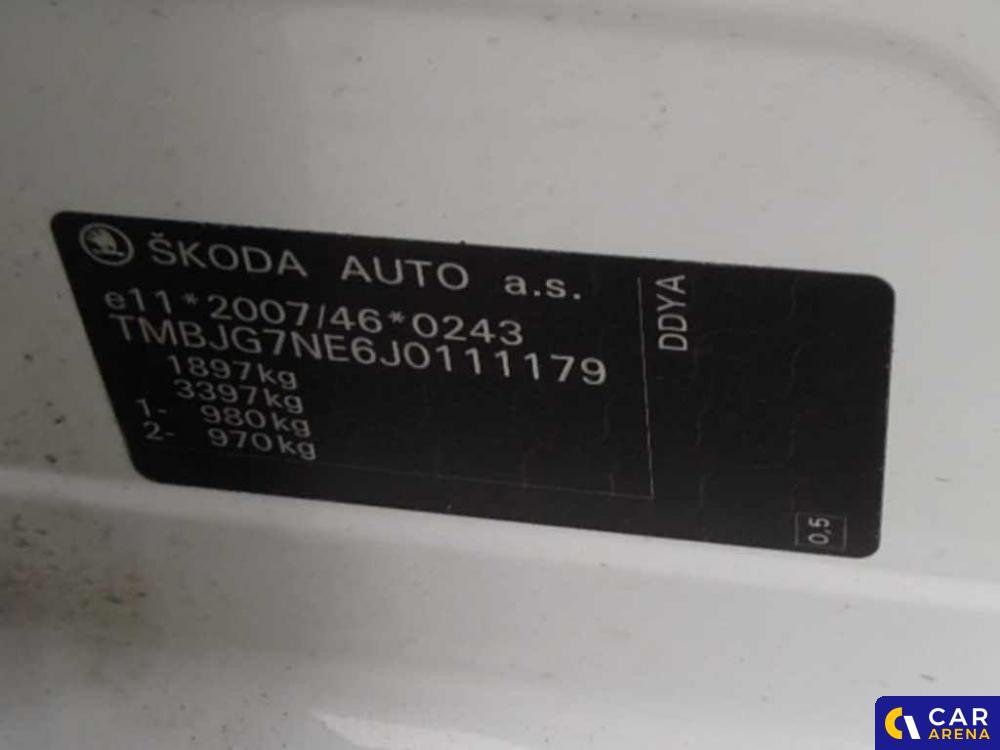 ŠKODA AUTO a.s.
e11*2007/46*0243
TMBJG7NE6J0111179
1897kg
3397kg
1- 980kg
2- 970kg
DDYA
0,5
CAR
ARENA